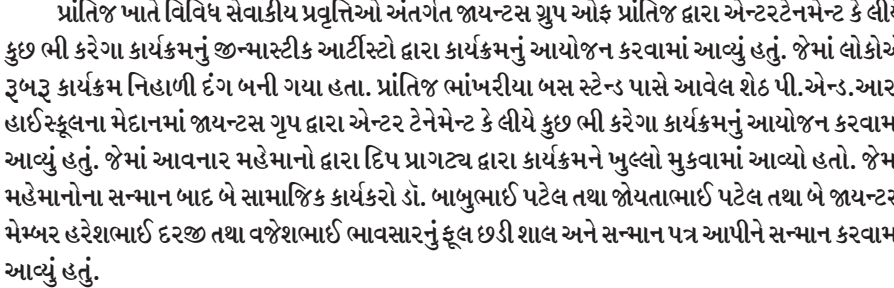 પ્રાંતિજ ખાતે વિવિધ સેવાકીય પ્રવૃત્તિઓ અંતર્ગત જાયન્ટસ ગ્રુપ ઓફ પ્રાંતિજ દ્વારા એન્ટરટેનમેન્ટ કે લીયે
કુછ ભી કરેગા કાર્યક્રમનું જીન્માસ્ટીક આર્ટીસ્ટો દ્વારા કાર્યક્રમનું આયોજન કરવામાં આવ્યું હતું. જેમાં લોકોએ
રૂબરૂ કાર્યક્રમ નિહાળી દંગ બની ગયા હતા. પ્રાંતિજ ભાંખરીયા બસ સ્ટેન્ડ પાસે આવેલ શેઠ પી.એન્ડ.આર
હાઈસ્કૂલના મેદાનમાં જાયન્ટસ ગૃપ દ્વારા એન્ટર ટેનેમેન્ટ કે લીયે કુછ ભી કરેગા કાર્યક્રમનું આયોજન કરવામ
આવ્યું હતું. જેમાં આવનાર મહેમાનો દ્વારા દિપ પ્રાગટ્ય દ્વારા કાર્યક્રમને ખુલ્લો મુકવામાં આવ્યો હતો. જેમ
મહેમાનોના સન્માન બાદ બે સામાજિક કાર્યકરો ડૉ. બાબુભાઈ પટેલ તથા જોયતાભાઈ પટેલ તથા બે જાયન્ટસ
મેમ્બર હરેશભાઈ દરજી તથા વજેશભાઈ ભાવસારનું ફૂલ છડી શાલ અને સન્માન પત્ર આપીને સન્માન કરવામ
આવ્યું હતું.